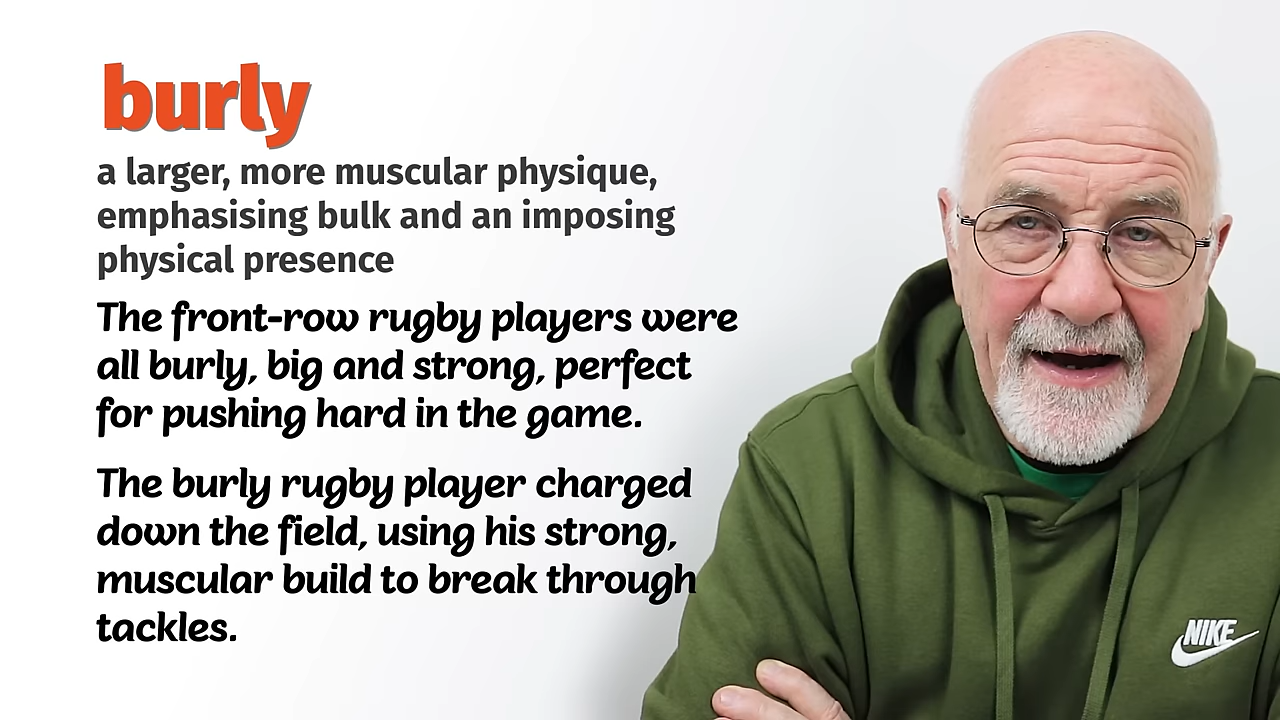 burly
a larger, more muscular physique,
emphasising bulk and an imposing
physical presence
The front-row rugby players were
all burly, big and strong, perfect
for pushing hard in the game.
The burly rugby player charged
down the field, using his strong,
muscular build to break through
tackles.
NIKE